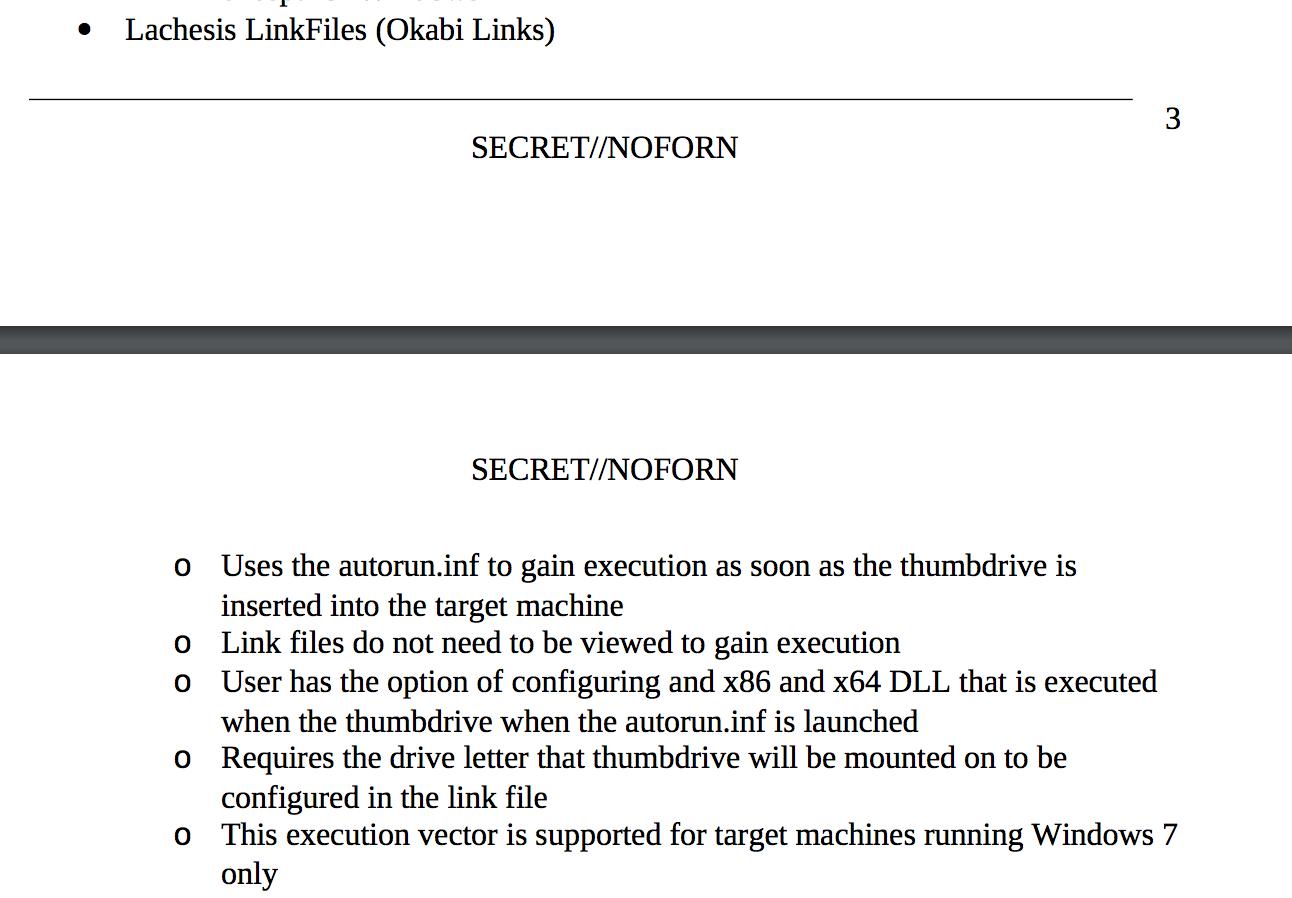 • Lachesis LinkFiles (Okabi Links)
3
SECRET//NOFORN
SECRET//NOFORN
o Uses the autorun.inf to gain execution as soon as the thumbdrive is
inserted into the target machine
o Link files do not need to be viewed to gain execution
o User has the option of configuring and x86 and x64 DLL that is executed
when the thumbdrive when the autorun.inf is launched
o Requires the drive letter that thumbdrive will be mounted on to be
configured in the link file
o This execution vector is supported for target machines running Windows 7
only